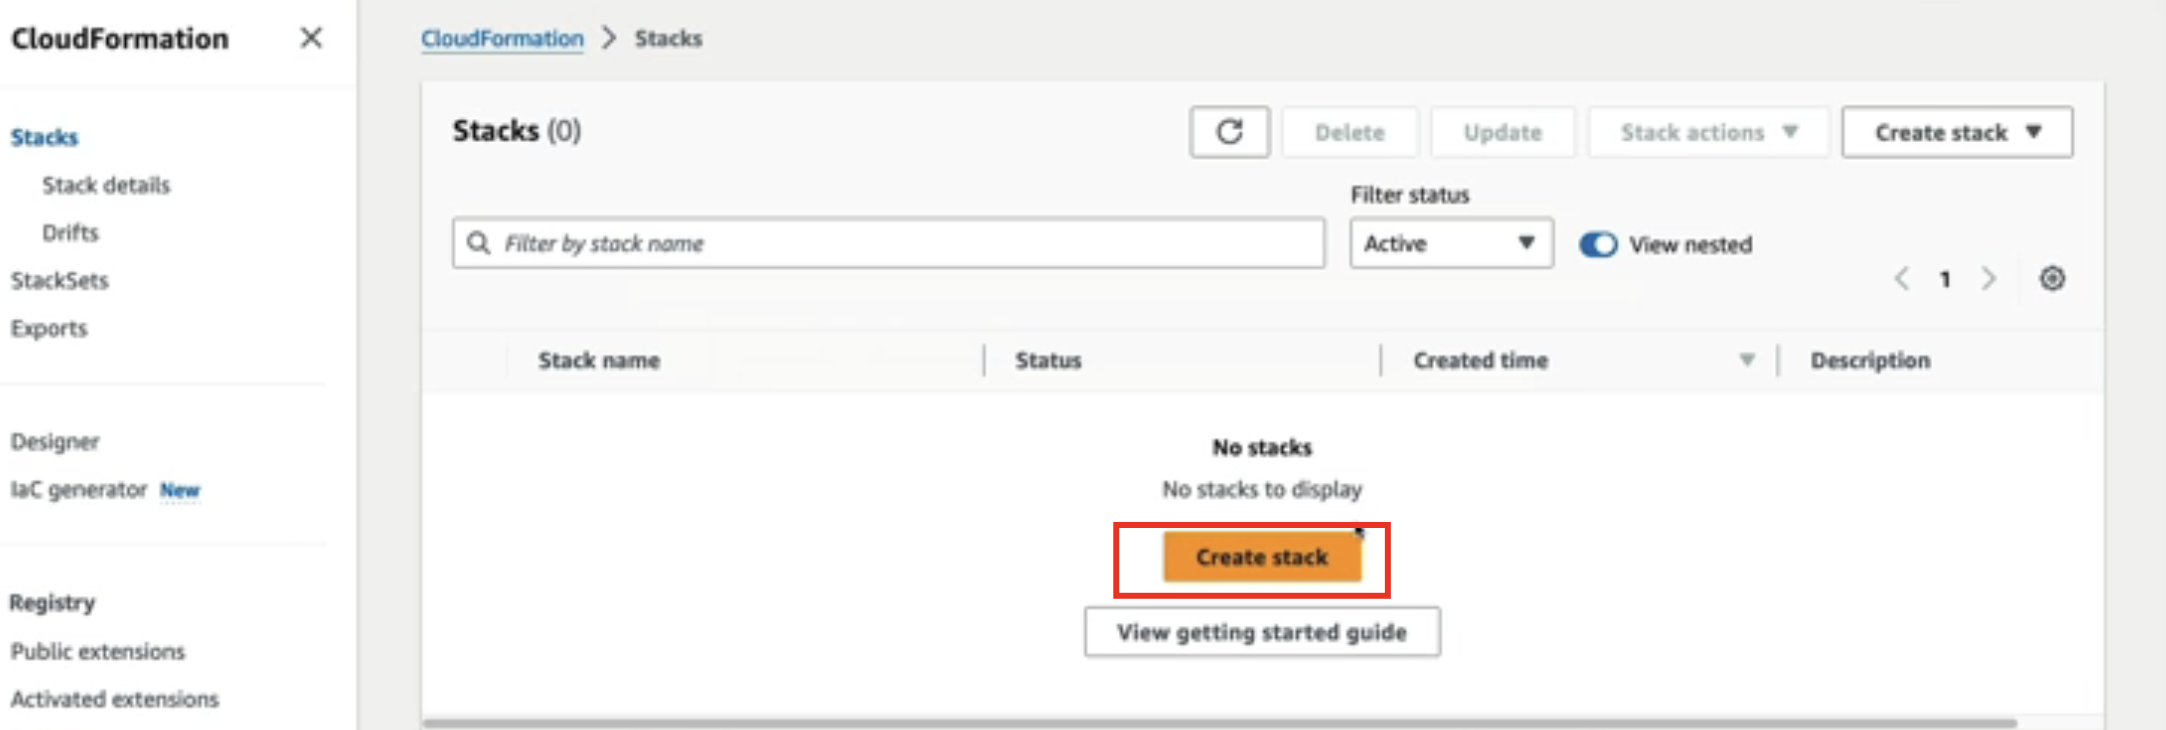 CloudFormation
Stacks
Stack details
Drifts
StackSets
Exports
Designer
IaC generator New
Registry
Public extensions
Activated extensions
CloudFormation > Stacks
Stacks (0)
Delete
Update
Stack actions
Create stack
Filter status
Filter by stack name
Active
View nested
1
Stack name
Status
Created time
Description
No stacks
No stacks to display
Create stack
View getting started guide